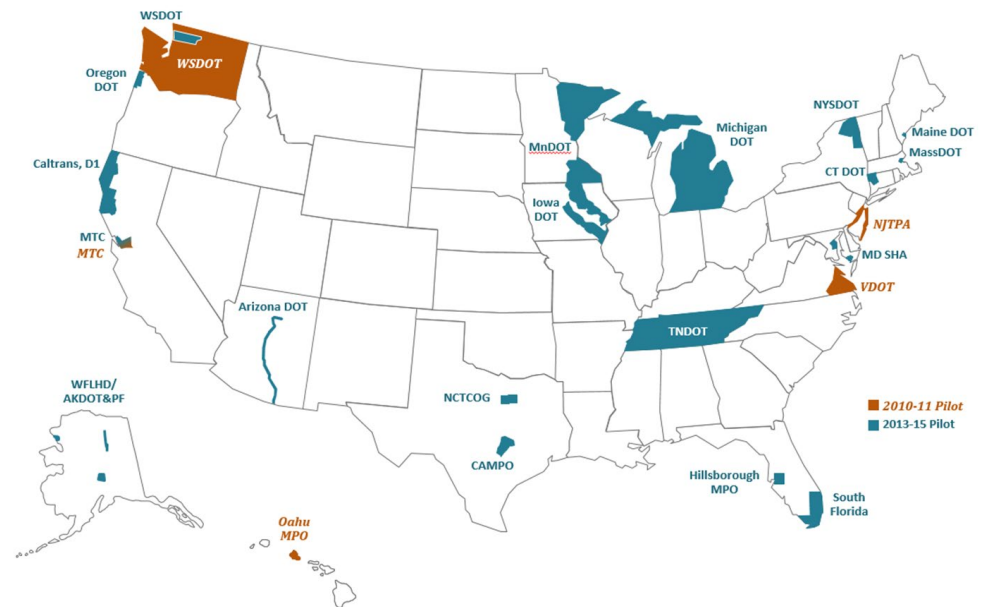 WSDOT
WSDOT
Oregon
DOT
Caltrans, D1
MTC
MTC
Arizona DOT
WFLHD/
AKDOT&PF
Oahu
MPO
MnDOT
Iowa
DOT
Michigan
DOT
NYSDOT
Maine DOT
MassDOT
CT DOT
NJTPA
MD SHA
VDOT
TNDOT
NCTCOG
CAMPO
Hillsborough
MPO
South
Florida
2010-11 Pilot
2013-15 Pilot